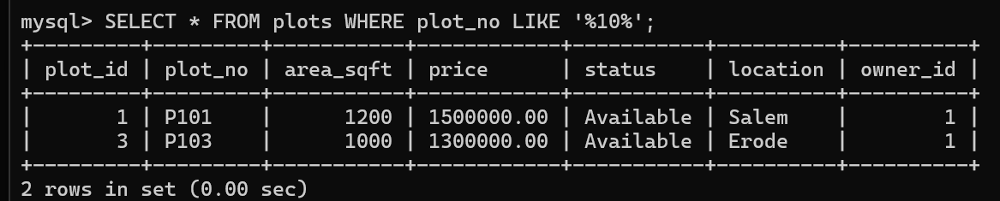 mysql> SELECT * FROM plots WHERE plot_no LIKE '%10%';
+---------+---------+-----------+------------+-----------+----------+----------+
| plot_id | plot_no | area_sqft | price      | status    | location | owner_id |
+---------+---------+-----------+------------+-----------+----------+----------+
|       1 | P101    |      1200 | 1500000.00 | Available | Salem    |        1 |
|       3 | P103    |      1000 | 1300000.00 | Available | Erode    |        1 |
+---------+---------+-----------+------------+-----------+----------+----------+
2 rows in set (0.00 sec)